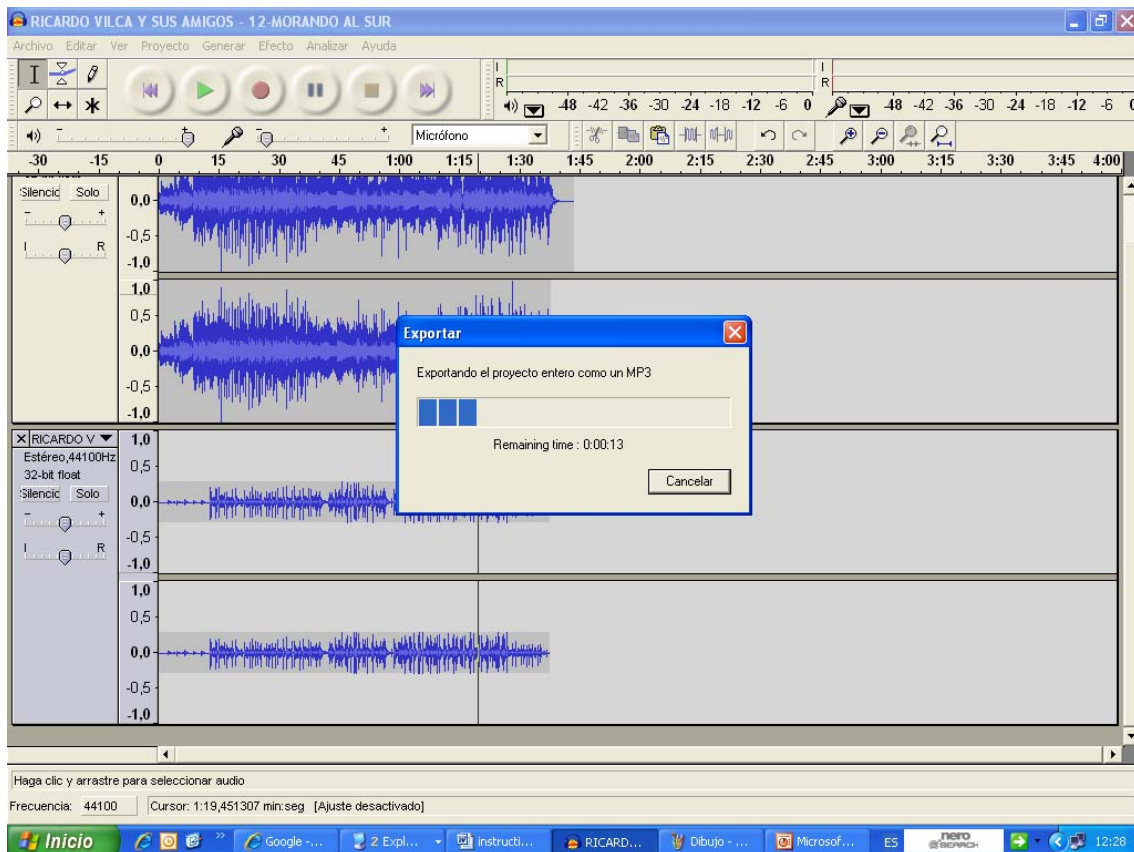 RICARDO VILCA Y SUS AMIGOS - 12-MORANDO AL SUR
Archivo Editar Ver Proyecto Generar Efecto Analizar Ayuda
I
R
-48 -42 -36 -30 -24 -18 -12 -6 0
I
R
-48 -42 -36 -30 -24 -18 -12 -6
Micrófono
-30 -15 0 15 30 45 1:00 1:15 1:30 1:45 2:00 2:15 2:30 2:45 3:00 3:15 3:30 3:45 4:00
Silencic Solo
- +
I R
0,0
-0,5
-1,0
1,0
0,5
0,0
-0,5
-1,0
Exportar
Exportando el proyecto entero como un MP3
Remaining time : 0:00:13
Cancelar
X RICARDO V
Estéreo,44100Hz
32-bit float
Silencic Solo
- +
I R
1,0
0,5
0,0
-0,5
-1,0
1,0
0,5
0,0
-0,5
-1,0
Haga clic y arrastre para seleccionar audio
Frecuencia: 44100 Cursor: 1:19,451307 min:seg [Ajuste desactivado]
Inicio Google -... 2 Expl... instructi... RICARD... Dibujo - ... Microsof... ES nero SEARCH 12:28